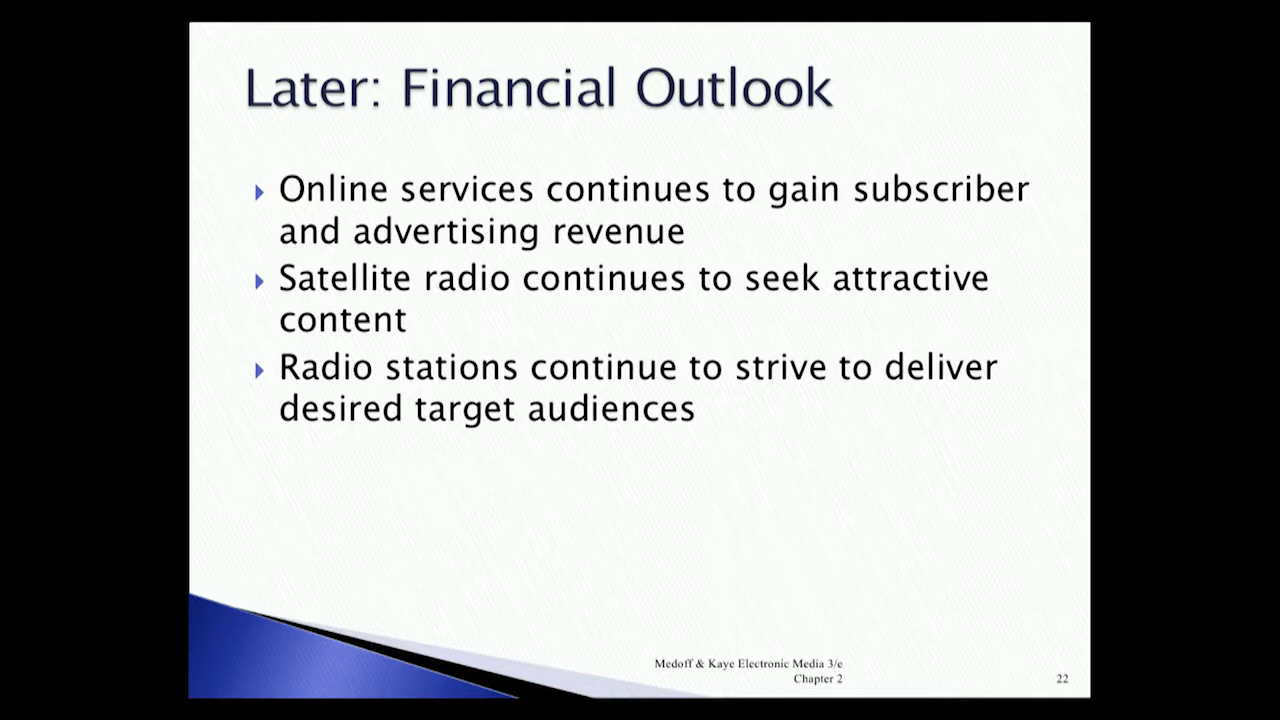 Later: Financial Outlook
Online services continues to gain subscriber
and advertising revenue
Satellite radio continues to seek attractive
content
Radio stations continue to strive to deliver
desired target audiences
Medoff & Kaye Electronic Media 3/e
Chapter 2
22